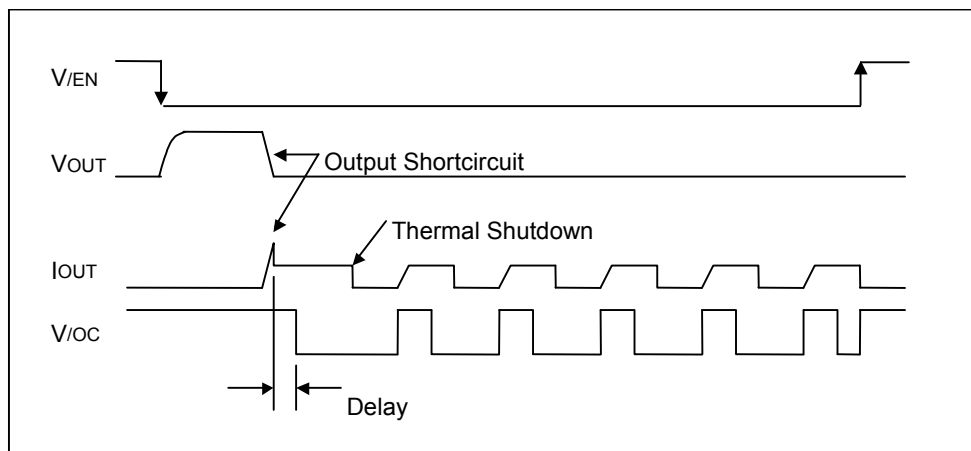 V/EN
VOUT
Output Shortcircuit
Thermal Shutdown
IOUT
V/OC
Delay